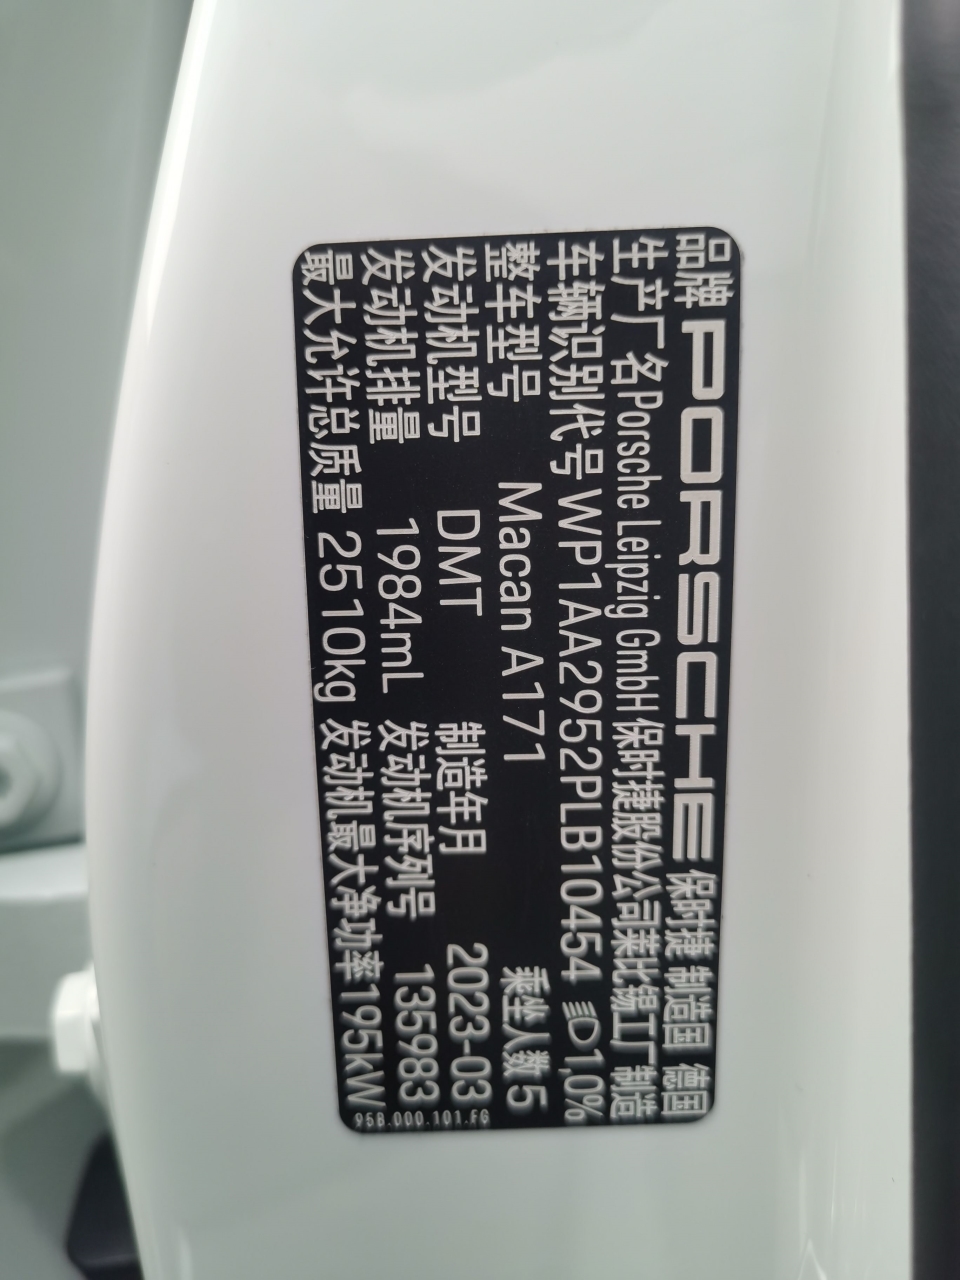 品牌 PORSCHE 保时捷 制造国 德国
生产厂名Porsche Leipzig GmbH 保时捷股份公司莱比锡工厂制造
车辆识别代号 WP1AA2952PLB10454 1,0%
整车型号 Macan A171 乘坐人数 5
发动机型号 DMT 制造年月 2023-03
发动机排量 1984mL 发动机序列号 135983
最大允许总质量 2510kg 发动机最大净功率195kW
95B.000.101.FG